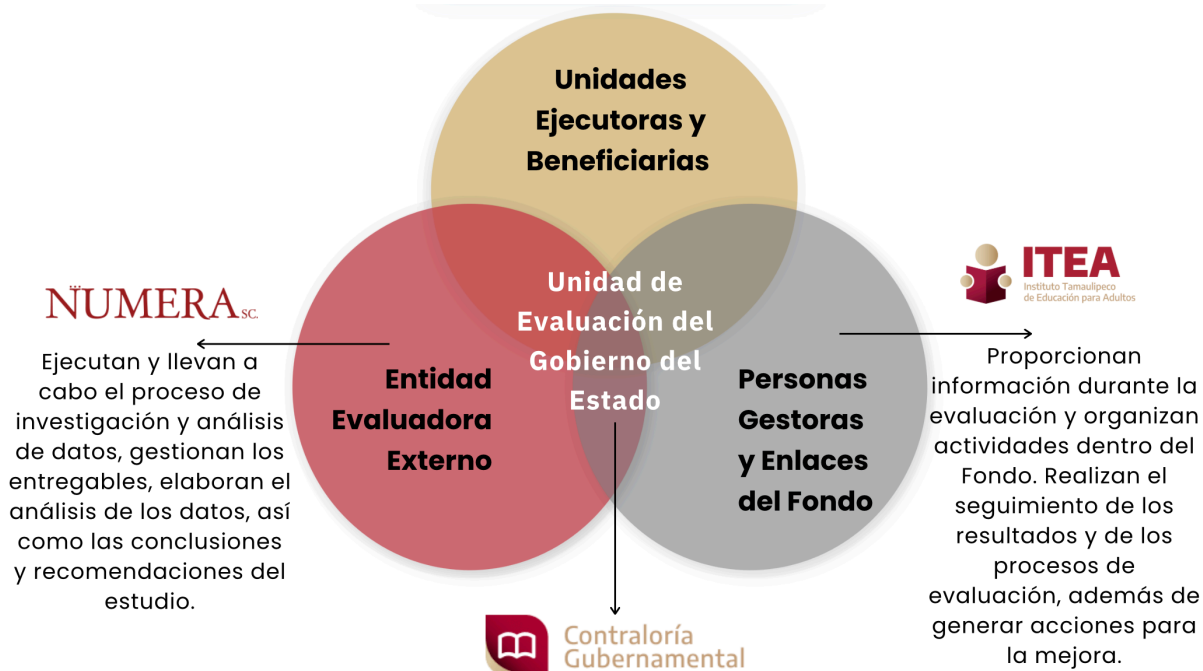 Unidades
Ejecutoras y
Beneficiarias
Unidad de
Evaluación del
Gobierno del
Estado
Entidad
Evaluadora
Externo
Personas
Gestoras
y Enlaces
del Fondo
NUMERA SC.
Ejecutan y llevan a
cabo el proceso de
investigación y análisis
de datos, gestionan los
entregables, elaboran el
análisis de los datos, así
como las conclusiones
y recomendaciones del
estudio.
ITEA
Instituto Tamaulipeco
de Educación para Adultos
Proporcionan
información durante la
evaluación y organizan
actividades dentro del
Fondo. Realizan el
seguimiento de los
resultados y de los
procesos de
evaluación, además de
generar acciones para
la mejora.
Contraloría
Gubernamental